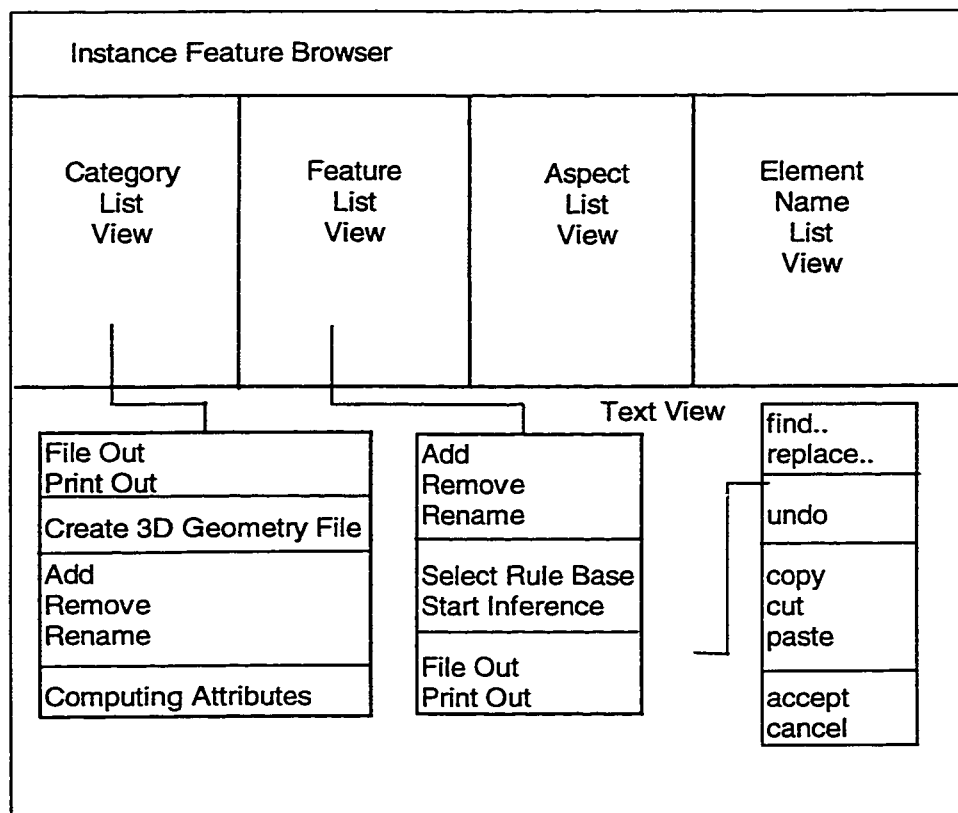 Instance Feature Browser
Category
List
View
Feature
List
View
Aspect
List
View
Element
Name
List
View
Text View
File Out
Print Out
Create 3D Geometry File
Add
Remove
Rename
Computing Attributes
Add
Remove
Rename
Select Rule Base
Start Inference
File Out
Print Out
find..
replace..
undo
copy
cut
paste
accept
cancel